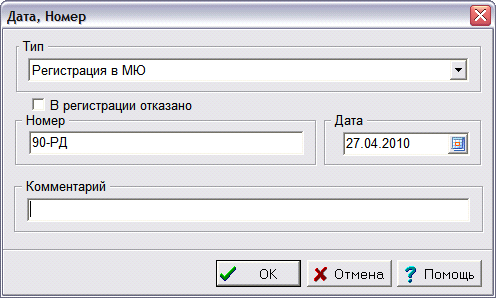 Дата, Номер
Тип
Регистрация в МЮ
В регистрации отказано
Номер
Дата
90-РД
27.04.2010
Комментарий
OK
Отмена
? Помощь